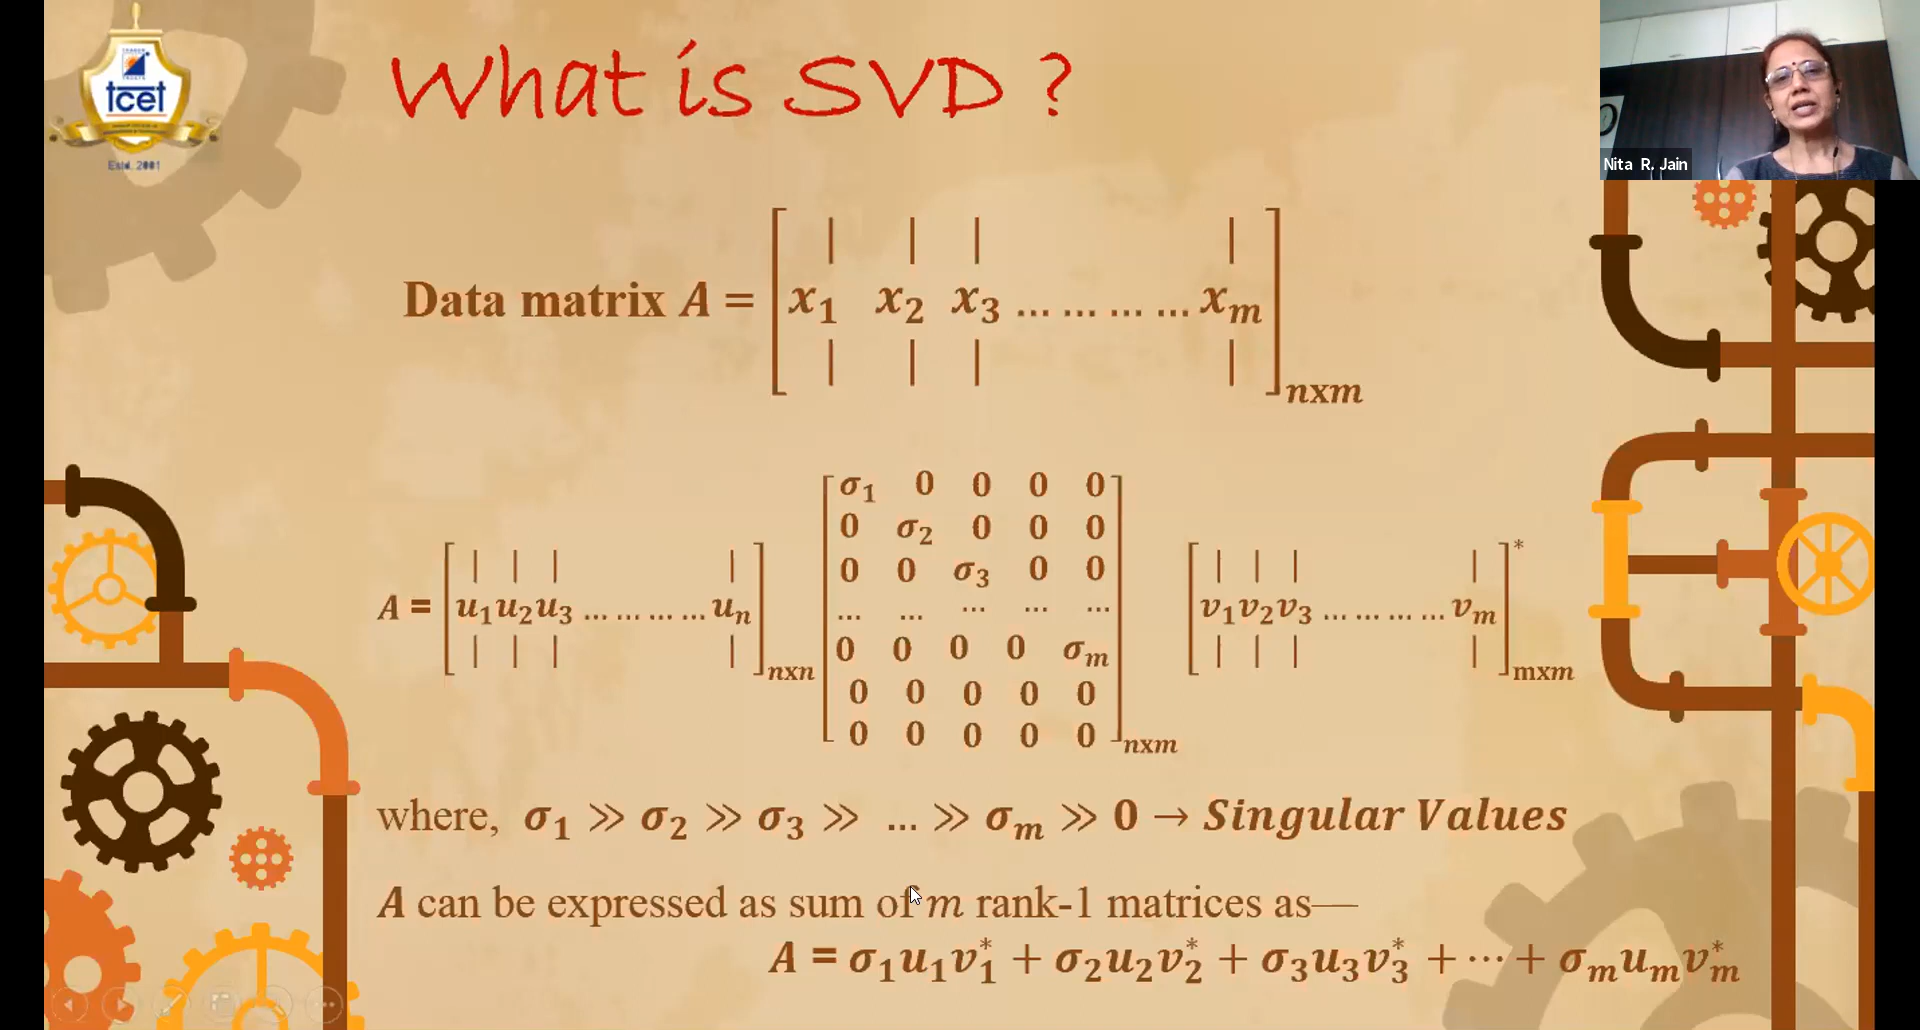 tcet
Estd. 2001
What is SVD ?
Nita R. Jain
Data matrix A = [x₁ x₂ x₃ ... ... ... ... xₘ]nxm
A = [u₁u₂u₃ ... ... ... ... uₙ]nxn
σ₁ 0 0 0 0
0 σ₂ 0 0 0
0 0 σ₃ 0 0
... ... ... ... ...
0 0 0 0 σₘ
0 0 0 0 0
0 0 0 0 0
nxm
[v₁v₂v₃ ... ... ... ... vₘ]*mxm
where, σ₁ ≫ σ₂ ≫ σ₃ ≫ ... ≫ σₘ ≫ 0 → Singular Values
A can be expressed as sum of m rank-1 matrices as—
A = σ₁u₁v₁* + σ₂u₂v₂* + σ₃u₃v₃* + ⋯ + σₘuₘvₘ*